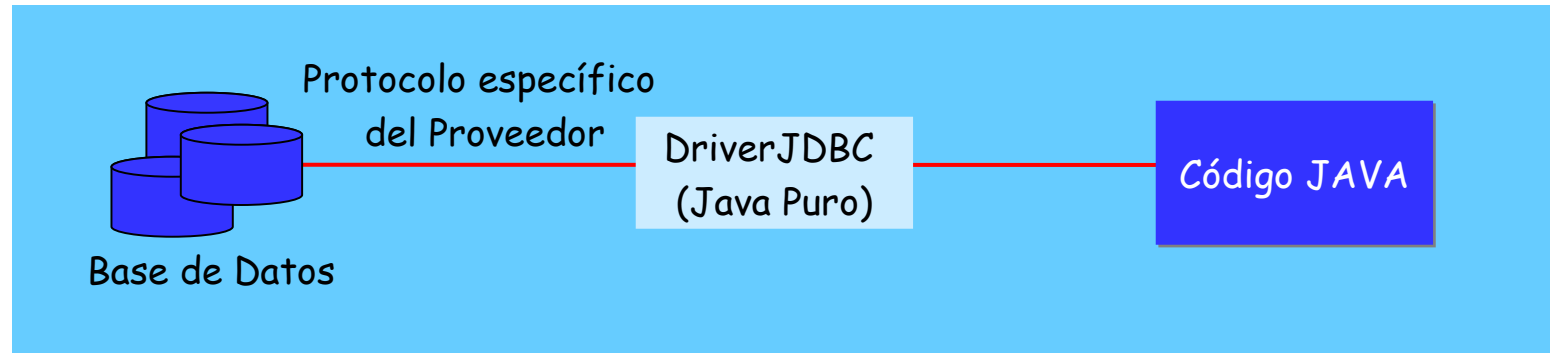 Protocolo específico
del Proveedor
DriverJDBC
(Java Puro)
Código JAVA
Base de Datos